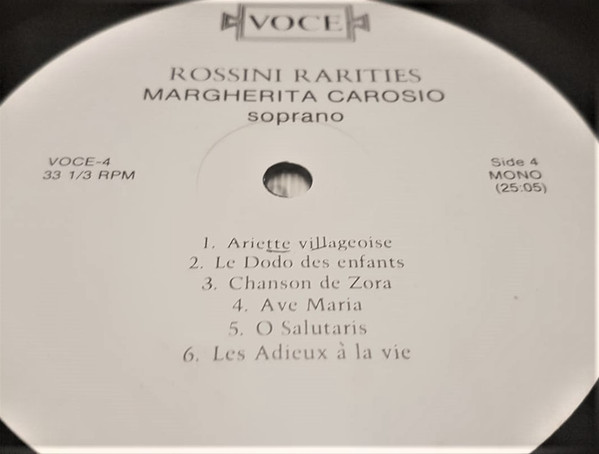 VOCE
ROSSINI RARITIES
MARGHERITA CAROSIO
soprano
VOCE-4
33 1/3 RPM
Side 4
MONO
(25:05)
1. Ariette villageoise
2. Le Dodo des enfants
3. Chanson de Zora
4. Ave Maria
5. O Salutaris
6. Les Adieux à la vie